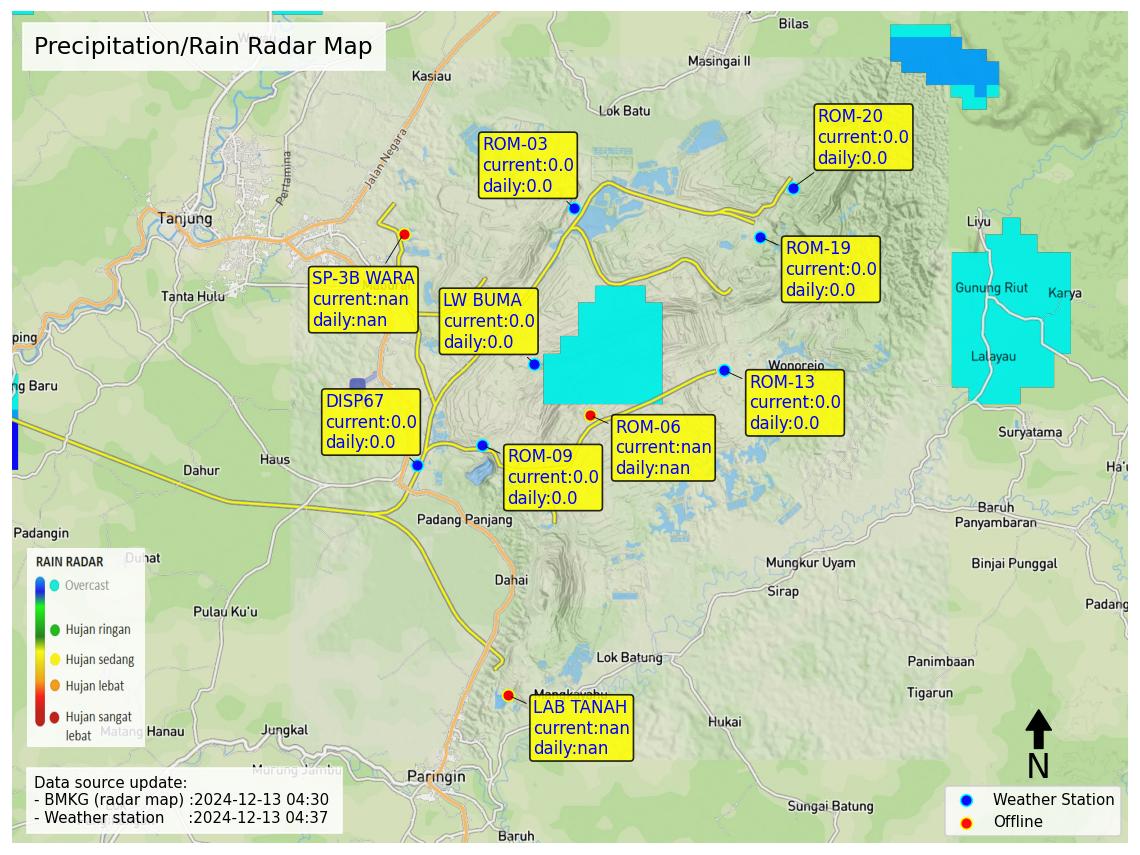 Precipitation/Rain Radar Map
Bilas
Masingai II
Kasiau
Lok Batu
ROM-20
current:0.0
daily:0.0
ROM-03
current:0.0
daily:0.0
Jalan Negara
Pertamina
Tanjung
Liyu
ROM-19
current:0.0
daily:0.0
SP-3B WARA
current:nan
daily:nan
LW BUMA
current:0.0
daily:0.0
Tanta Hulu
Gunung Riut
Karya
ping
Lalayau
Wonorejo
ng Baru
ROM-13
current:0.0
daily:0.0
DISP67
current:0.0
daily:0.0
ROM-06
current:nan
daily:nan
Suryatama
ROM-09
current:0.0
daily:0.0
Haus
Dahur
Ha'u
Baruh
Panyambaran
Padang Panjang
Padangin
Duhat
Mungkur Uyam
Binjai Punggal
Dahai
Sirap
Padang
Pulau Ku'u
RAIN RADAR
Overcast
Hujan ringan
Hujan sedang
Hujan lebat
Hujan sangat
lebat
Lok Batung
Panimbaan
Tigarun
Mangkayahu
LAB TANAH
current:nan
daily:nan
Hukai
Matang Hanau
Jungkal
Murung Jambu
Paringin
N
Sungai Batung
Baruh
Data source update:
- BMKG (radar map) :2024-12-13 04:30
- Weather station :2024-12-13 04:37
Weather Station
Offline